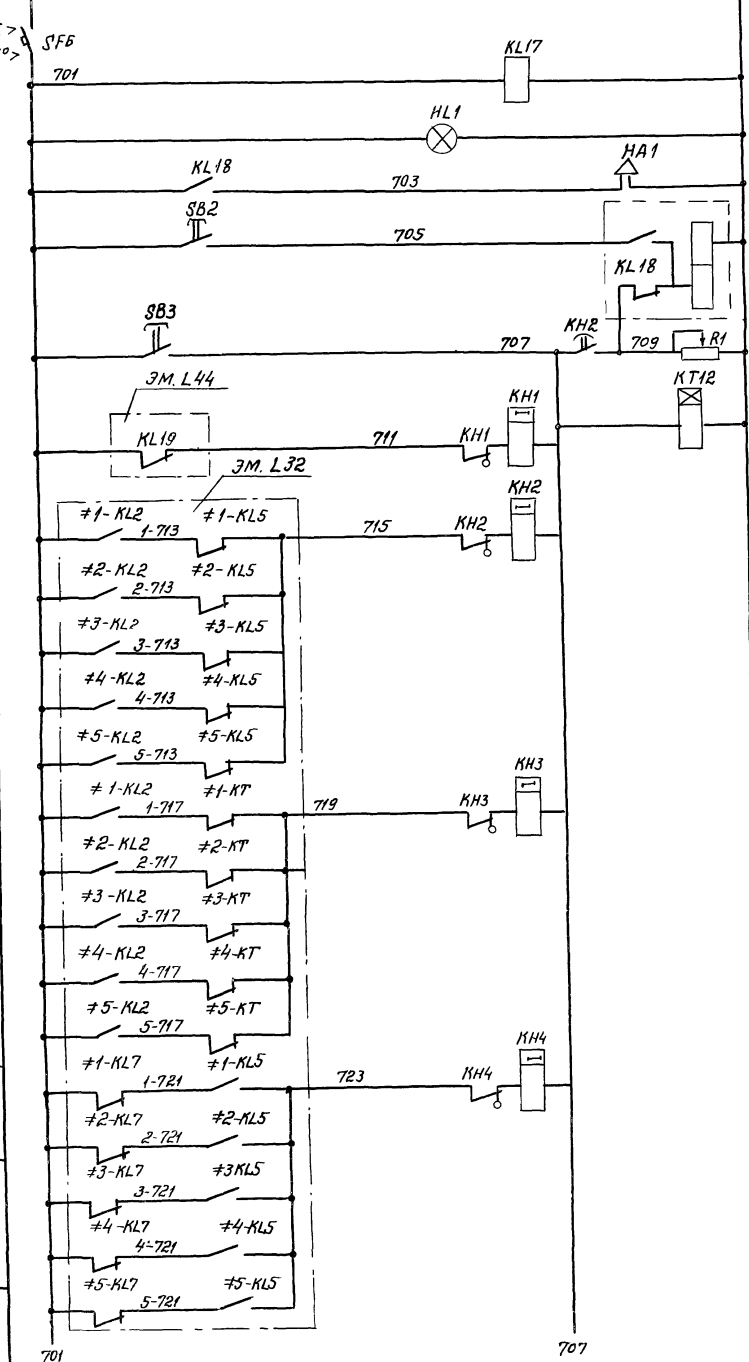 SF6
701
KL17
HL1
KL18
703
HA1
SB2
705
KL18
SB3
707
KH2
709
R1
ЭМ. L44
KT12
KL19
711
KH1
KH1
ЭМ. L32
KH2
#1-KL2
1-713
#1-KL5
715
KH2
#2-KL2
2-713
#2-KL5
#3-KL2
3-713
#3-KL5
#4-KL2
4-713
#4-KL5
#5-KL2
5-713
#5-KL5
#1-KL2
1-717
#1-KT
719
KH3
KH3
#2-KL2
2-717
#2-KT
#3-KL2
3-717
#3-KT
#4-KL2
4-717
#4-KT
#5-KL2
5-717
#5-KT
#1-KL7
1-721
#1-KL5
723
KH4
KH4
#2-KL7
2-721
#2-KL5
#3-KL7
3-721
#3KL5
#4-KL7
4-721
#4-KL5
#5-KL7
5-721
#5-KL5
701
707